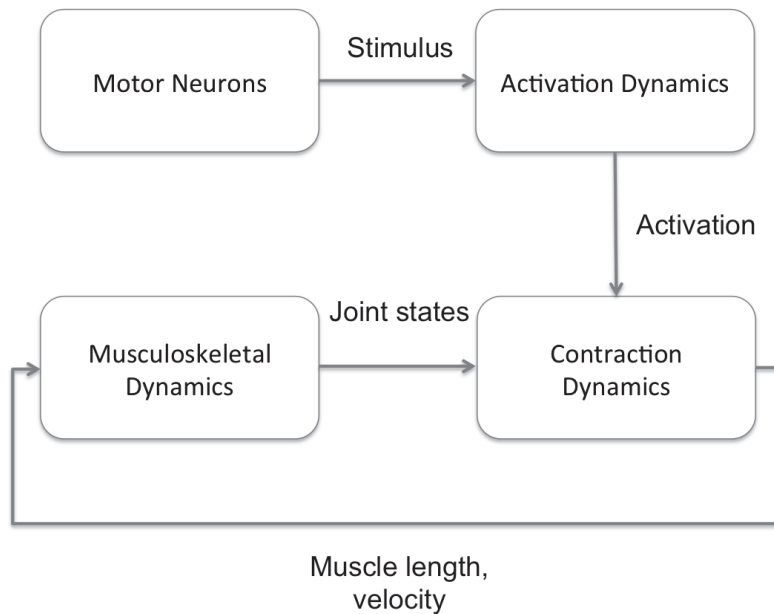 Stimulus
Motor Neurons
Activation Dynamics
Activation
Joint states
Musculoskeletal
Dynamics
Contraction
Dynamics
Muscle length,
velocity